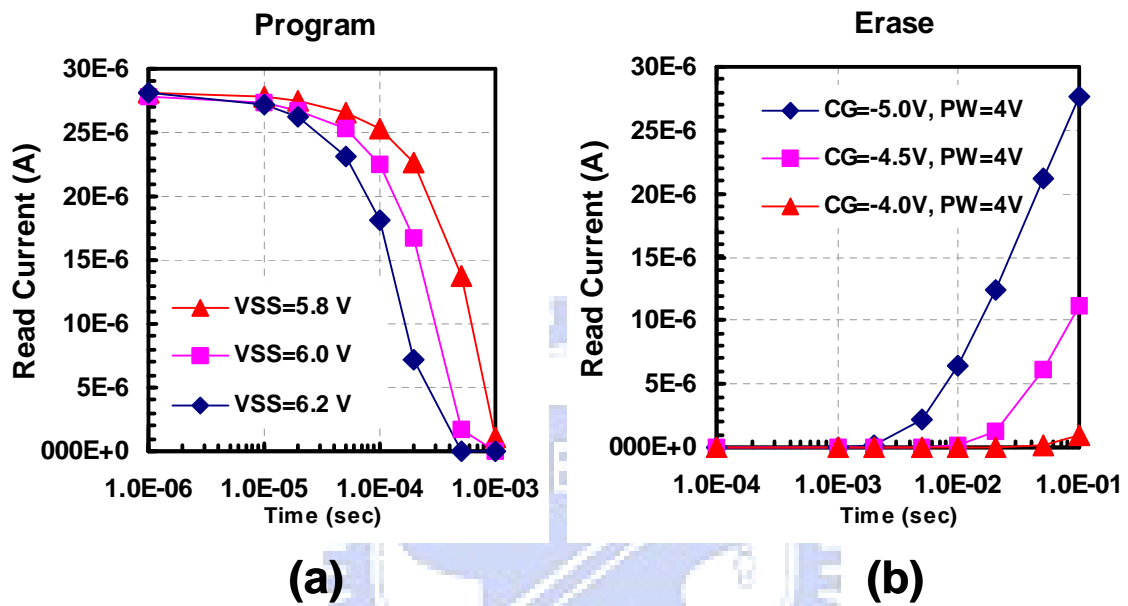 Program
30E-6
25E-6
20E-6
15E-6
10E-6
5E-6
000E+0
Read Current (A)
VSS=5.8 V
VSS=6.0 V
VSS=6.2 V
1.0E-06 1.0E-05 1.0E-04 1.0E-03
Time (sec)
(a)
Erase
30E-6
25E-6
20E-6
15E-6
10E-6
5E-6
000E+0
Read Current (A)
CG=-5.0V, PW=4V
CG=-4.5V, PW=4V
CG=-4.0V, PW=4V
1.0E-04 1.0E-03 1.0E-02 1.0E-01
Time (sec)
(b)